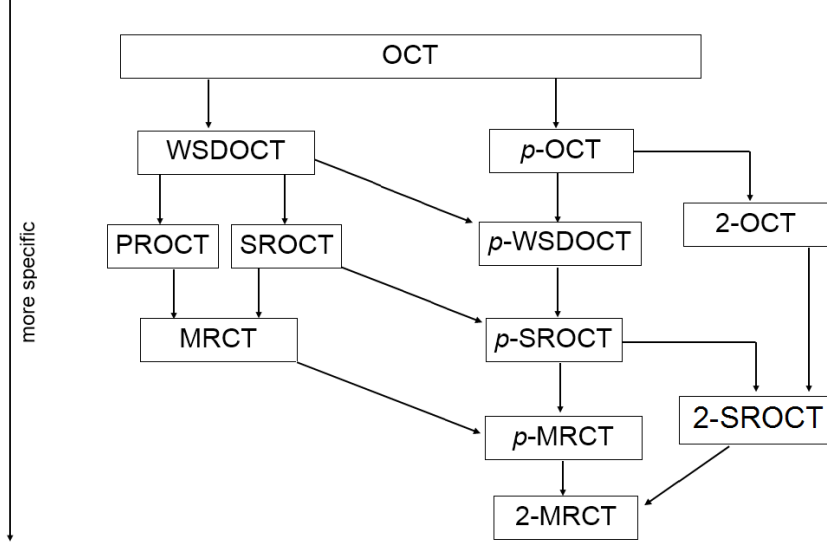 OCT
WSDOCT
p-OCT
PROCT
SROCT
p-WSDOCT
2-OCT
more specific
MRCT
p-SROCT
2-SROCT
p-MRCT
2-MRCT